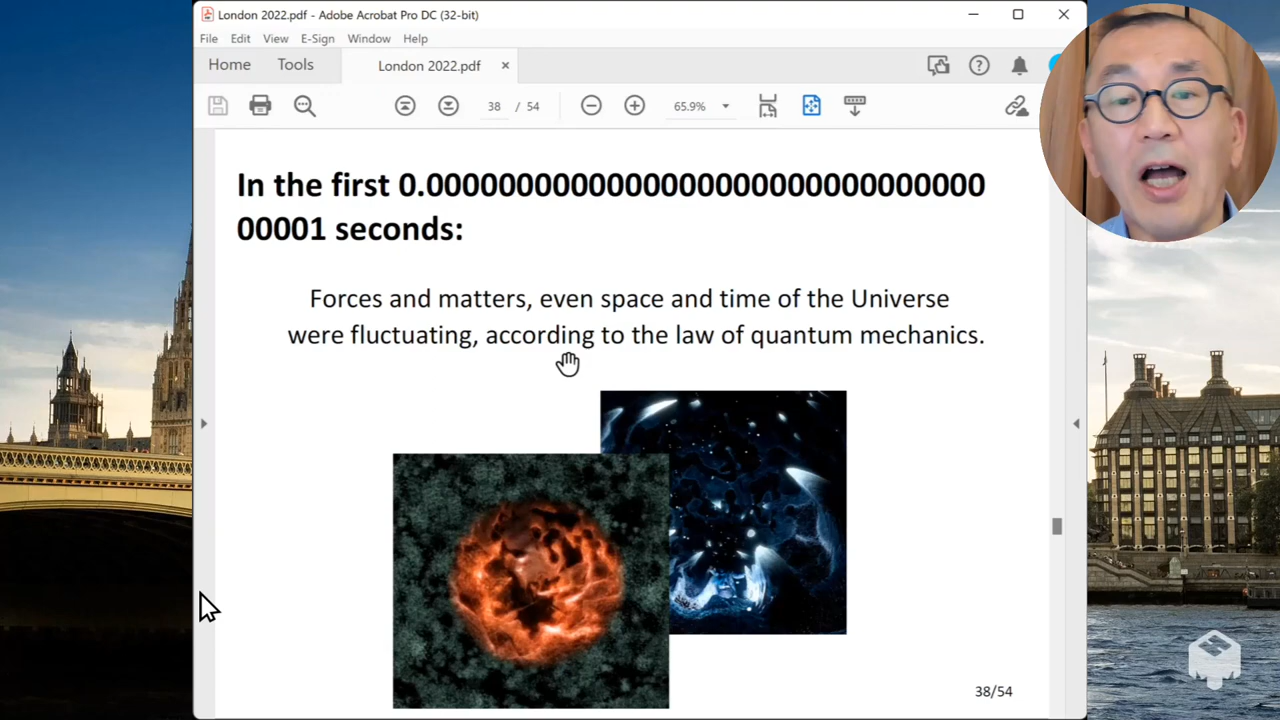 London 2022.pdf - Adobe Acrobat Pro DC (32-bit)
File Edit View E-Sign Window Help
Home Tools London 2022.pdf ×
38 / 54 65.9%
In the first 0.0000000000000000000000000000000
00001 seconds:
Forces and matters, even space and time of the Universe
were fluctuating, according to the law of quantum mechanics.
38/54